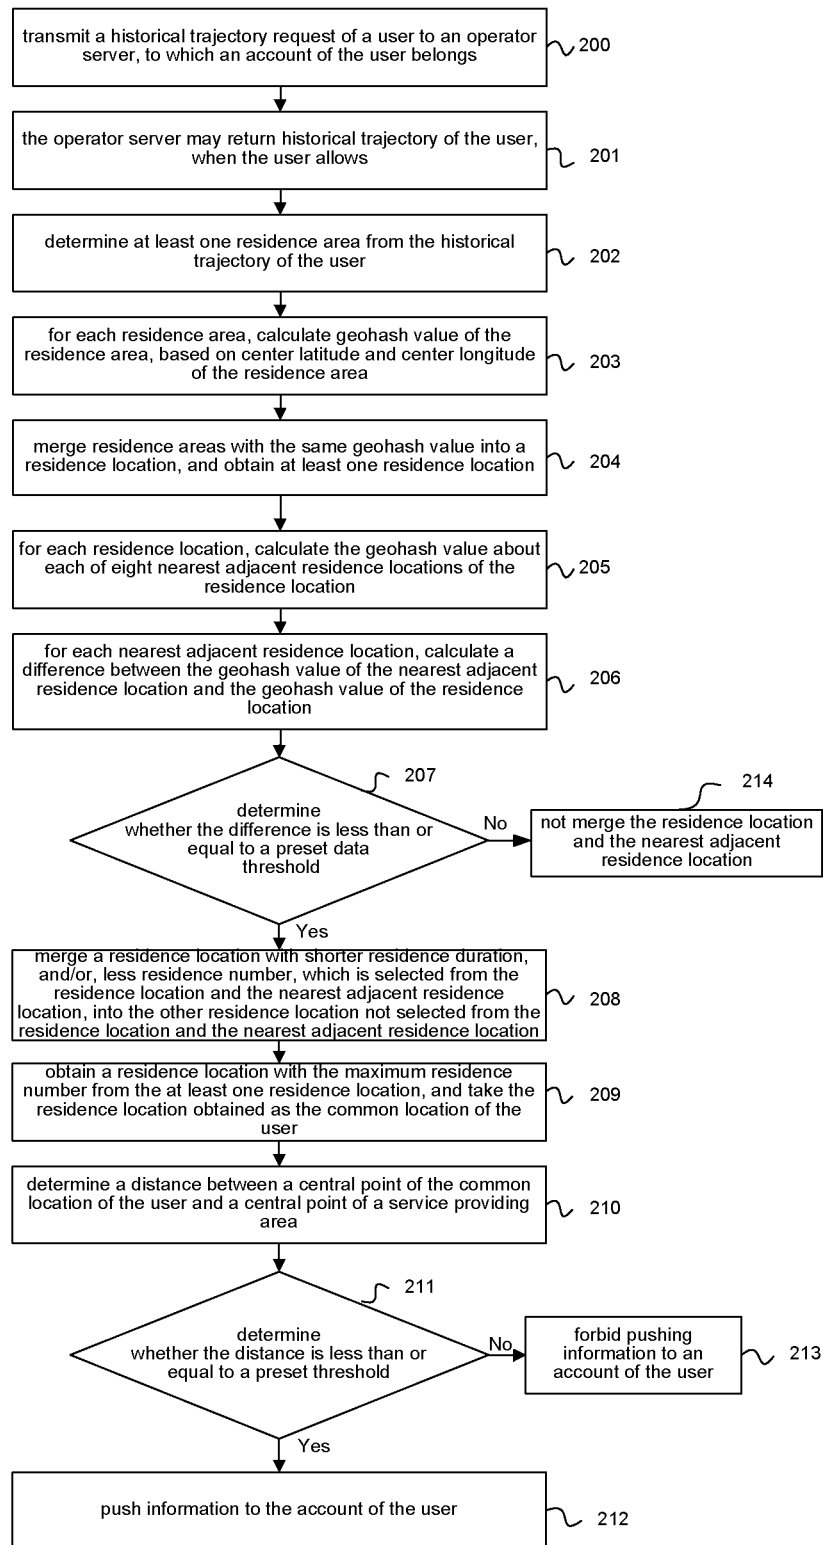 transmit a historical trajectory request of a user to an operator
server, to which an account of the user belongs
200
the operator server may return historical trajectory of the user,
when the user allows
201
determine at least one residence area from the historical
trajectory of the user
202
for each residence area, calculate geohash value of the
residence area, based on center latitude and center longitude
of the residence area
203
merge residence areas with the same geohash value into a
residence location, and obtain at least one residence location
204
for each residence location, calculate the geohash value about
each of eight nearest adjacent residence locations of the
residence location
205
for each nearest adjacent residence location, calculate a
difference between the geohash value of the nearest adjacent
residence location and the geohash value of the residence
location
206
207
determine
whether the difference is less than or
equal to a preset data
threshold
No
214
not merge the residence location
and the nearest adjacent
residence location
Yes
merge a residence location with shorter residence duration,
and/or, less residence number, which is selected from the
residence location and the nearest adjacent residence
location, into the other residence location not selected from the
residence location and the nearest adjacent residence location
208
obtain a residence location with the maximum residence
number from the at least one residence location, and take the
residence location obtained as the common location of the
user
209
determine a distance between a central point of the common
location of the user and a central point of a service providing
area
210
211
determine
whether the distance is less than or
equal to a preset threshold
No
forbid pushing
information to an
account of the user
213
Yes
push information to the account of the user
212